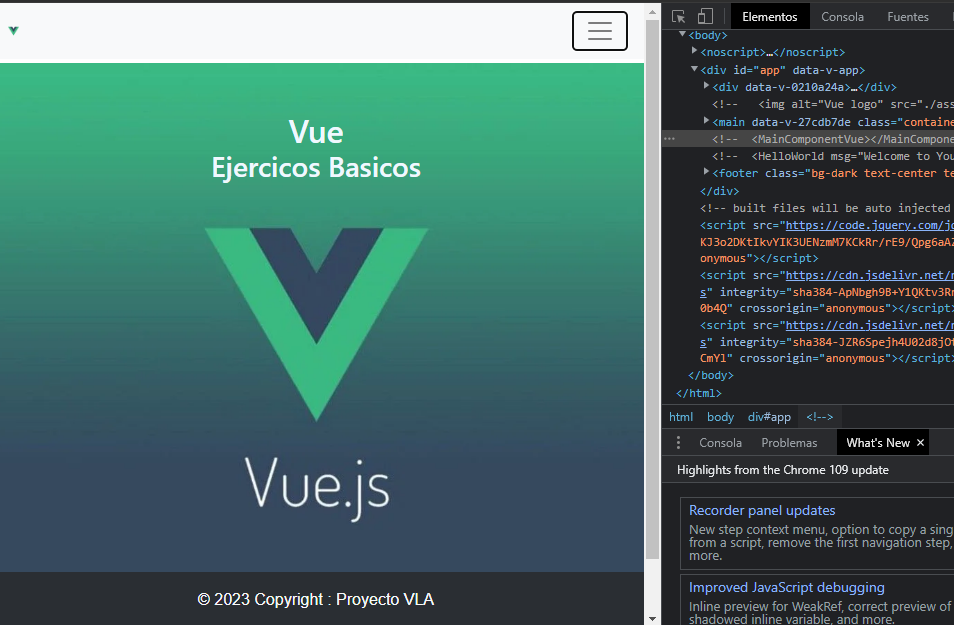 Vue
Ejercicos Basicos
Vue.js
© 2023 Copyright : Proyecto VLA
Elementos Consola Fuentes
<body>
<noscript>…</noscript>
<div id="app" data-v-app>
<div data-v-0210a24a>…</div>
<!-- <img alt="Vue logo" src="./ass
<main data-v-27cdb7de class="containe
<!-- <MainComponentVue></MainCompone
<!-- <HelloWorld msg="Welcome to You
<footer class="bg-dark text-center te
</div>
<!-- built files will be auto injected
<script src="https://code.jquery.com/jq
KJ3o2DKtIkvYIK3UENzmM7KCkRr/rE9/Qpg6aAZ
onymous"></script>
<script src="https://cdn.jsdelivr.net/n
s" integrity="sha384-ApNbgh9B+Y1QKtv3Rn
0b4Q" crossorigin="anonymous"></script>
<script src="https://cdn.jsdelivr.net/n
s" integrity="sha384-JZR6Spejh4U02d8jOt
CmYl" crossorigin="anonymous"></script>
</body>
</html>
html body div#app <!-->
Consola Problemas What's New ×
Highlights from the Chrome 109 update
Recorder panel updates
New step context menu, option to copy a sing
from a script, remove the first navigation step,
more.
Improved JavaScript debugging
Inline preview for WeakRef, correct preview of
shadowed inline variable, and more.